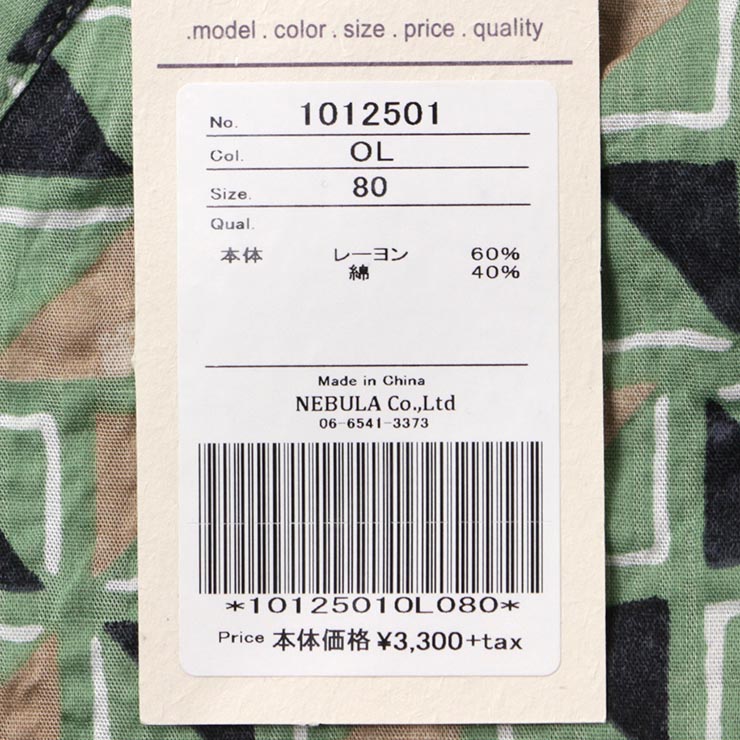 .model . color . size . price . quality
No. 1012501
Col. OL
Size. 80
Qual.
本体 レーヨン 60%
綿 40%
Made in China
NEBULA Co.,Ltd
06-6541-3373
*10125010L080*
Price 本体価格 ¥3,300+tax